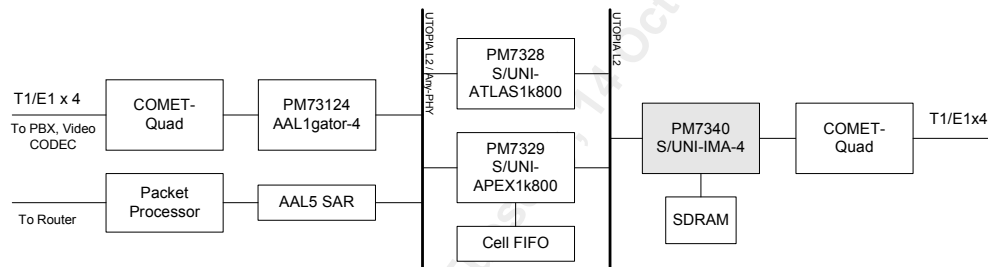 T1/E1 x 4
To PBX, Video
CODEC
COMET-
Quad
PM73124
AAL1gator-4
To Router
Packet
Processor
AAL5 SAR
UTOPIA L2 / Any-PHY
PM7328
S/UNI-
ATLAS1k800
PM7329
S/UNI-
APEX1k800
Cell FIFO
UTOPIA L2
PM7340
S/UNI-IMA-4
SDRAM
COMET-
Quad
T1/E1x4
, 14 Oct